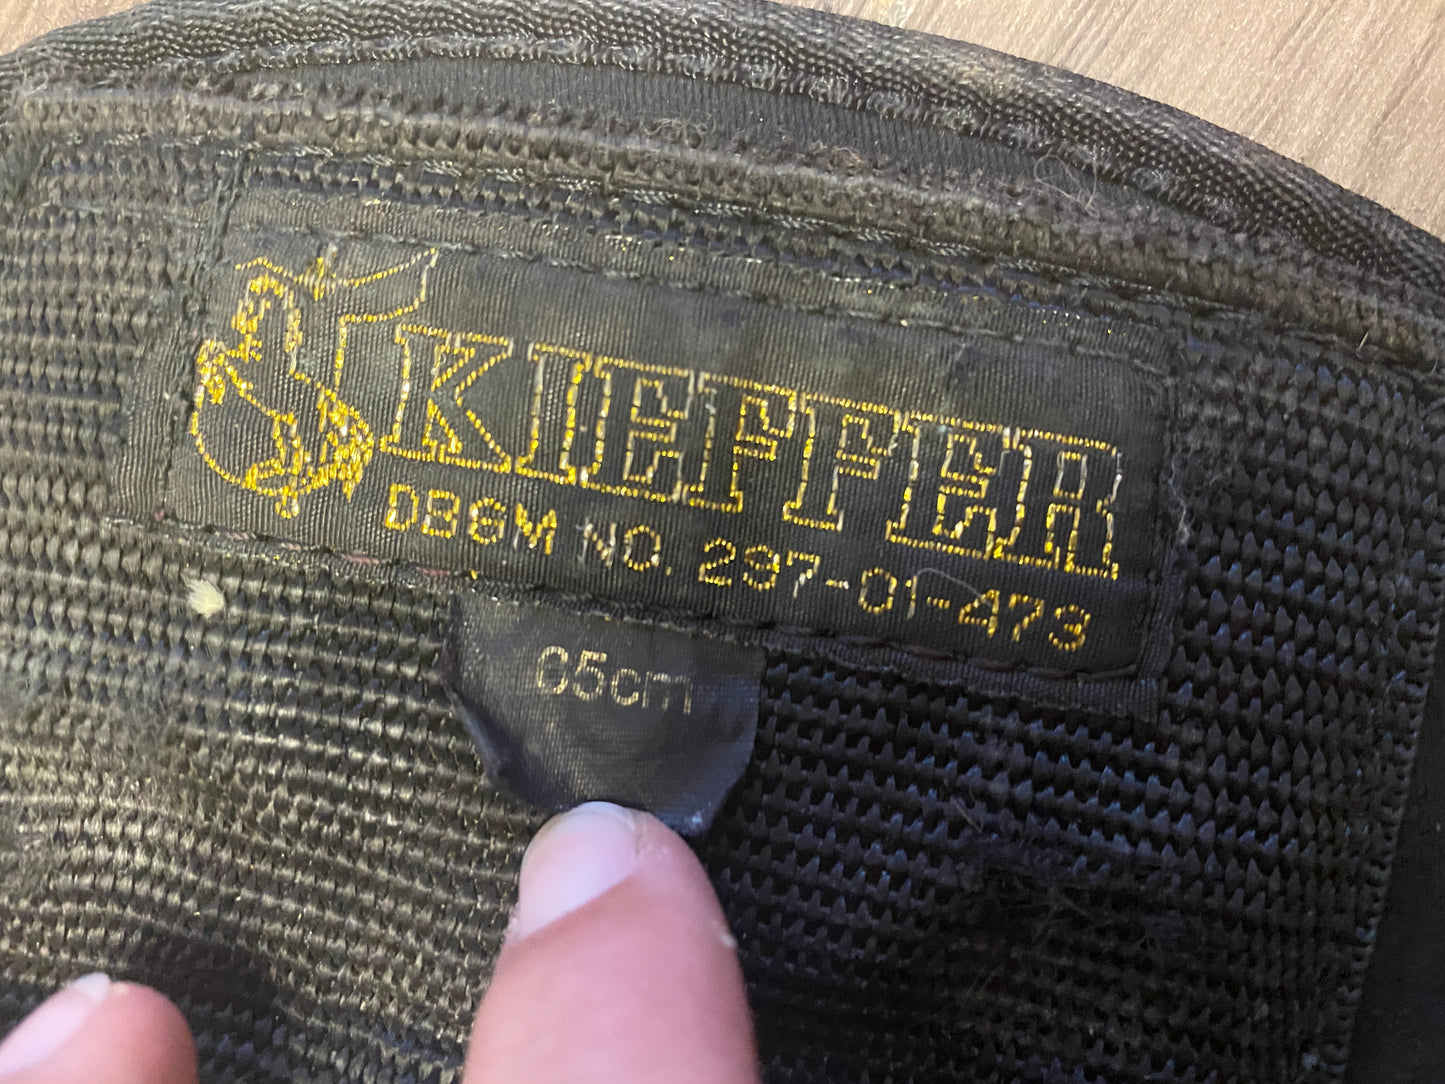 KIEFFER
DBGM NO. 297-01-473
65cm